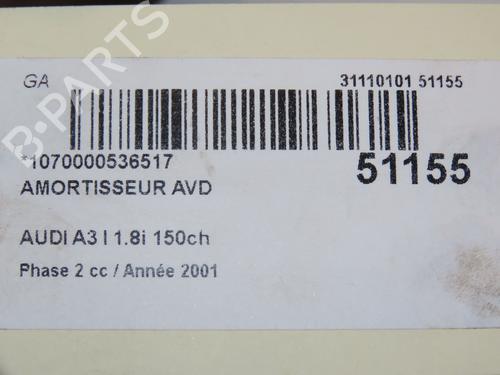 GA 31110101 51155
B-PARTS
*1070000536517 51155
AMORTISSEUR AVD
AUDI A3 I 1.8i 150ch
Phase 2 cc / Année 2001